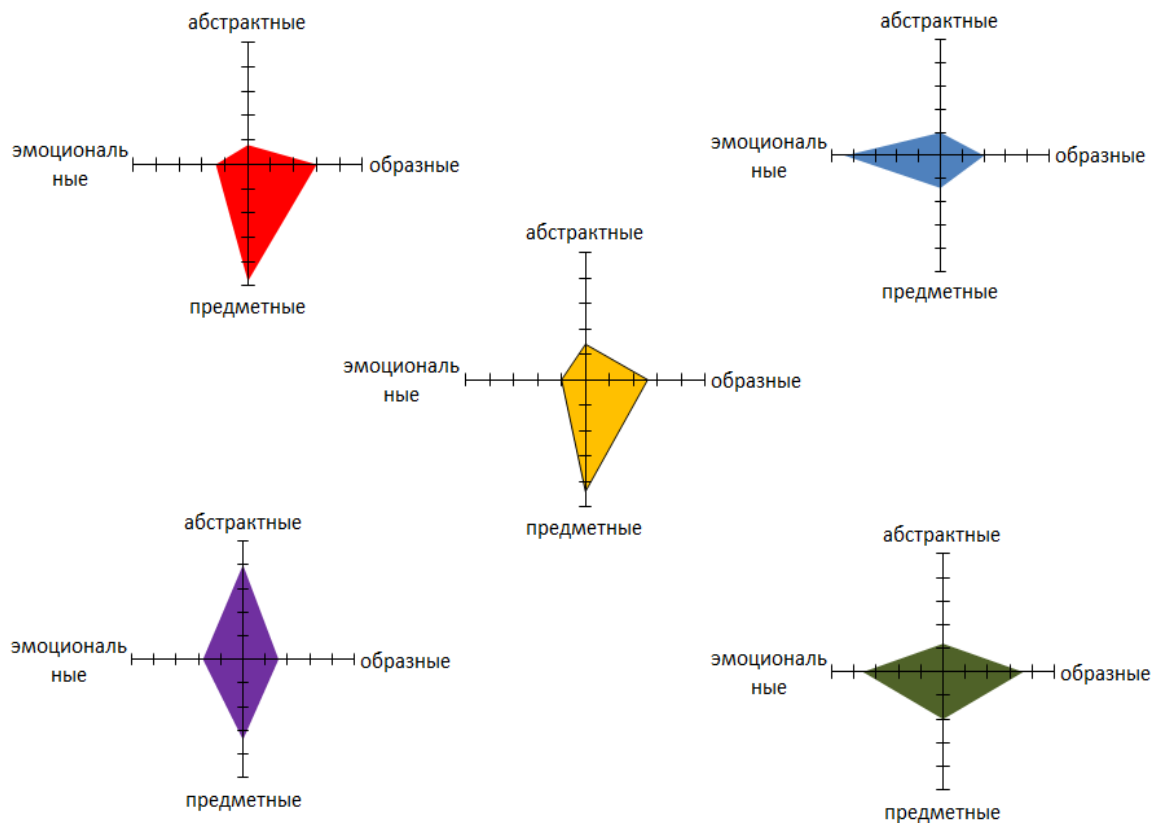 абстрактные
эмоциональ
ные
образные
предметные
абстрактные
эмоциональ
ные
образные
предметные
абстрактные
эмоциональ
ные
образные
предметные
абстрактные
эмоциональ
ные
образные
предметные
абстрактные
эмоциональ
ные
образные
предметные